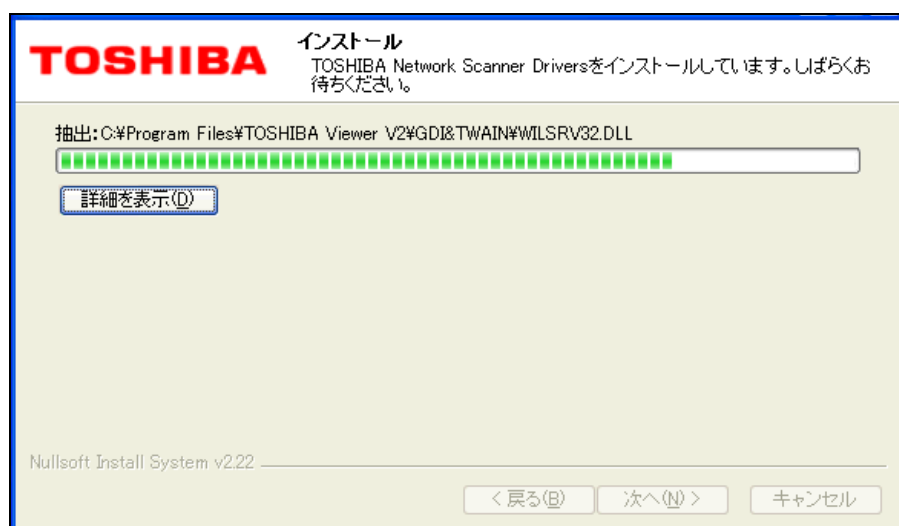 TOSHIBA
インストール
TOSHIBA Network Scanner Driversをインストールしています。しばらくお
待ちください。
抽出:C:¥Program Files¥TOSHIBA Viewer V2¥GDI&TWAIN¥WILSRV32.DLL
詳細を表示(D)
Nullsoft Install System v2.22
< 戻る(B)
次へ(N) >
キャンセル